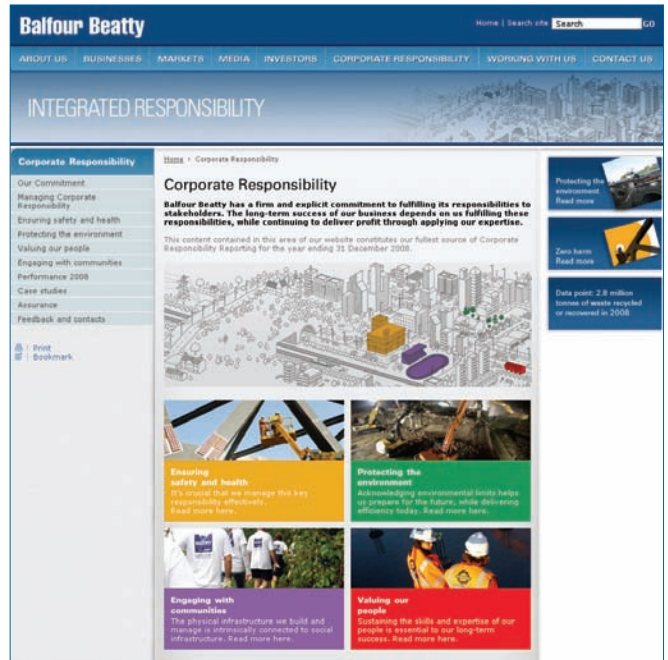 Balfour Beatty
Home | Search site Search GO
ABOUT US BUSINESSES MARKETS MEDIA INVESTORS CORPORATE RESPONSIBILITY WORKING WITH US CONTACT US
INTEGRATED RESPONSIBILITY
Corporate Responsibility
Our Commitment
Managing Corporate
Responsibility
Ensuring safety and health
Protecting the environment
Valuing our people
Engaging with communities
Performance 2008
Case studies
Assurance
Feedback and contacts
| Print
| Bookmark
Home › Corporate Responsibility
Corporate Responsibility
Balfour Beatty has a firm and explicit commitment to fulfilling its responsibilities to
stakeholders. The long-term success of our business depends on us fulfilling these
responsibilities, while continuing to deliver profit through applying our expertise.
This content contained in this area of our website constitutes our fullest source of Corporate
Responsibility Reporting for the year ending 31 December 2008.
Ensuring
safety and health
It's crucial that we manage this key
responsibility effectively.
Read more here.
Protecting the
environment
Acknowledging environmental limits helps
us prepare for the future, while delivering
efficiency today. Read more here.
Engaging with
communities
The physical infrastructure we build and
manage is intrinsically connected to social
infrastructure. Read more here.
Valuing our
people
Sustaining the skills and expertise of our
people is essential to our long-term
success. Read more here.
Protecting the
environment
Read more
Zero harm
Read more
Data point: 2.8 million
tonnes of waste recycled
or recovered in 2008